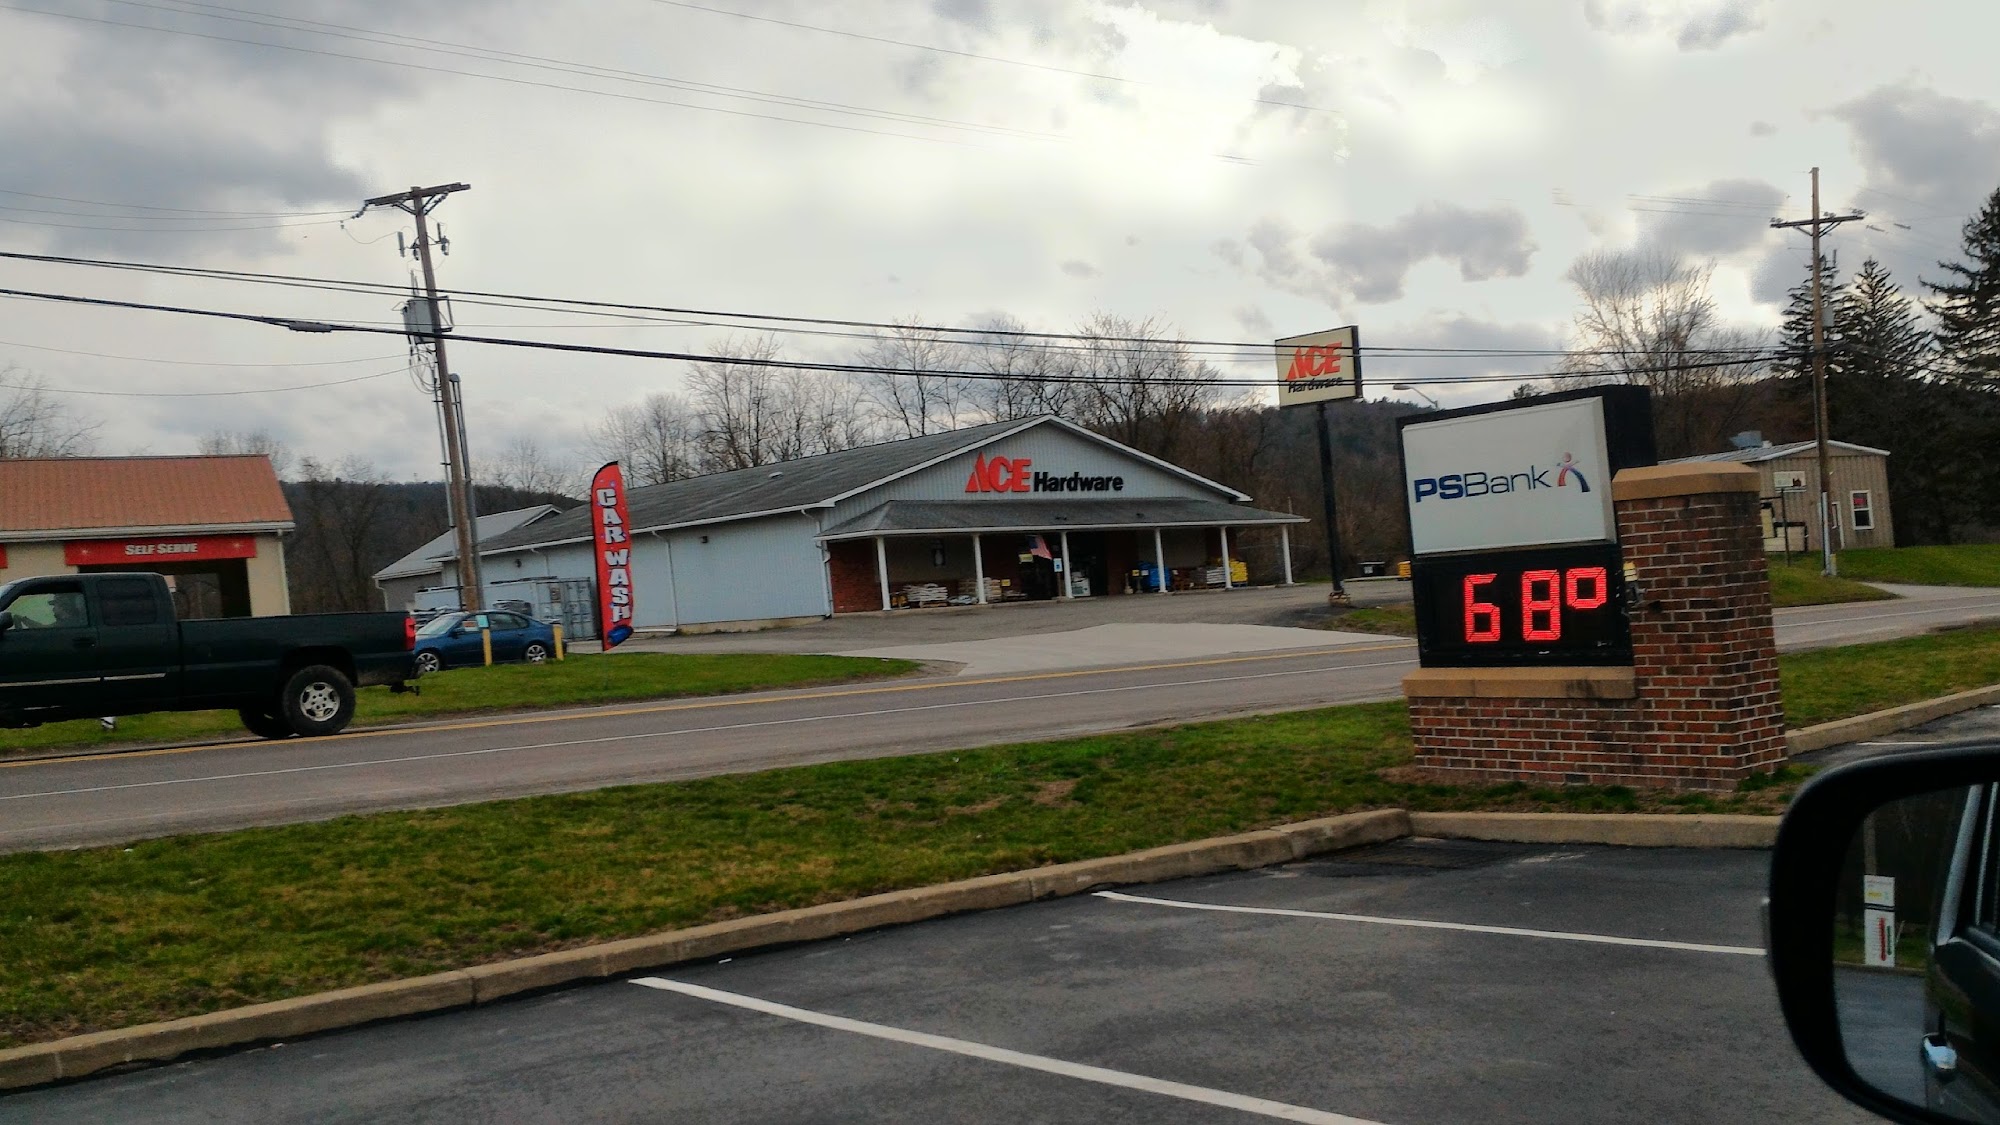 SELF SERVE
CAR WASH
ACE Hardware
ACE
Hardware
PSBank
68°